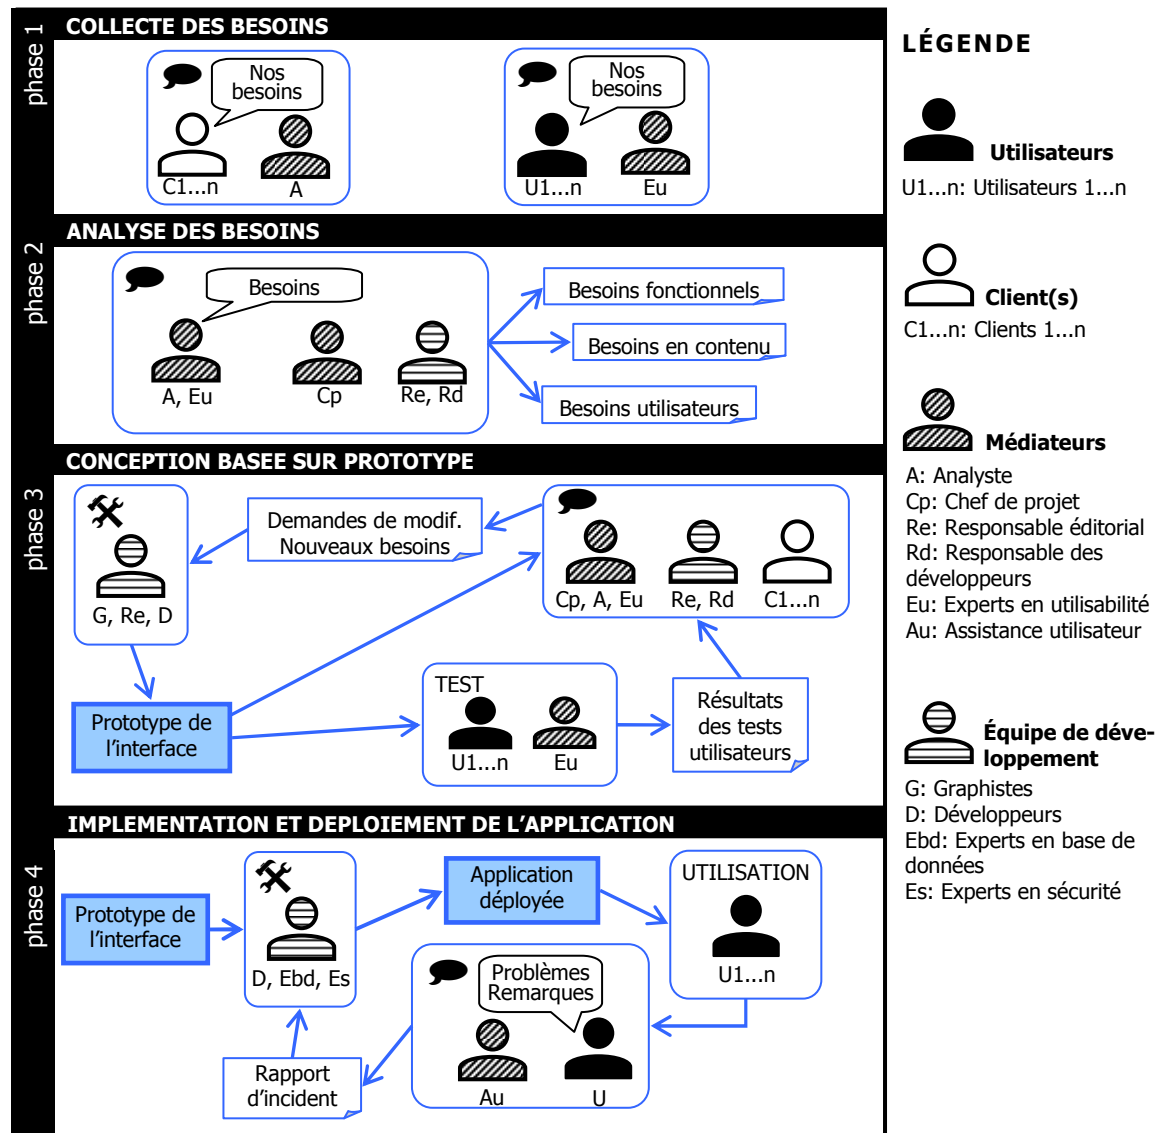 phase 1
COLLECTE DES BESOINS
Nos
besoins
C1...n
A
Nos
besoins
U1...n
Eu
phase 2
ANALYSE DES BESOINS
Besoins
A, Eu
Cp
Re, Rd
Besoins fonctionnels
Besoins en contenu
Besoins utilisateurs
phase 3
CONCEPTION BASEE SUR PROTOTYPE
G, Re, D
Demandes de modif.
Nouveaux besoins
Cp, A, Eu
Re, Rd
C1...n
Prototype de
l'interface
TEST
U1...n
Eu
Résultats
des tests
utilisateurs
phase 4
IMPLEMENTATION ET DEPLOIEMENT DE L'APPLICATION
Prototype de
l'interface
D, Ebd, Es
Application
déployée
UTILISATION
U1...n
Problèmes
Remarques
Au
U
Rapport
d'incident
LÉGENDE
Utilisateurs
U1...n: Utilisateurs 1...n
Client(s)
C1...n: Clients 1...n
Médiateurs
A: Analyste
Cp: Chef de projet
Re: Responsable éditorial
Rd: Responsable des
développeurs
Eu: Experts en utilisabilité
Au: Assistance utilisateur
Équipe de déve-
loppement
G: Graphistes
D: Développeurs
Ebd: Experts en base de
données
Es: Experts en sécurité